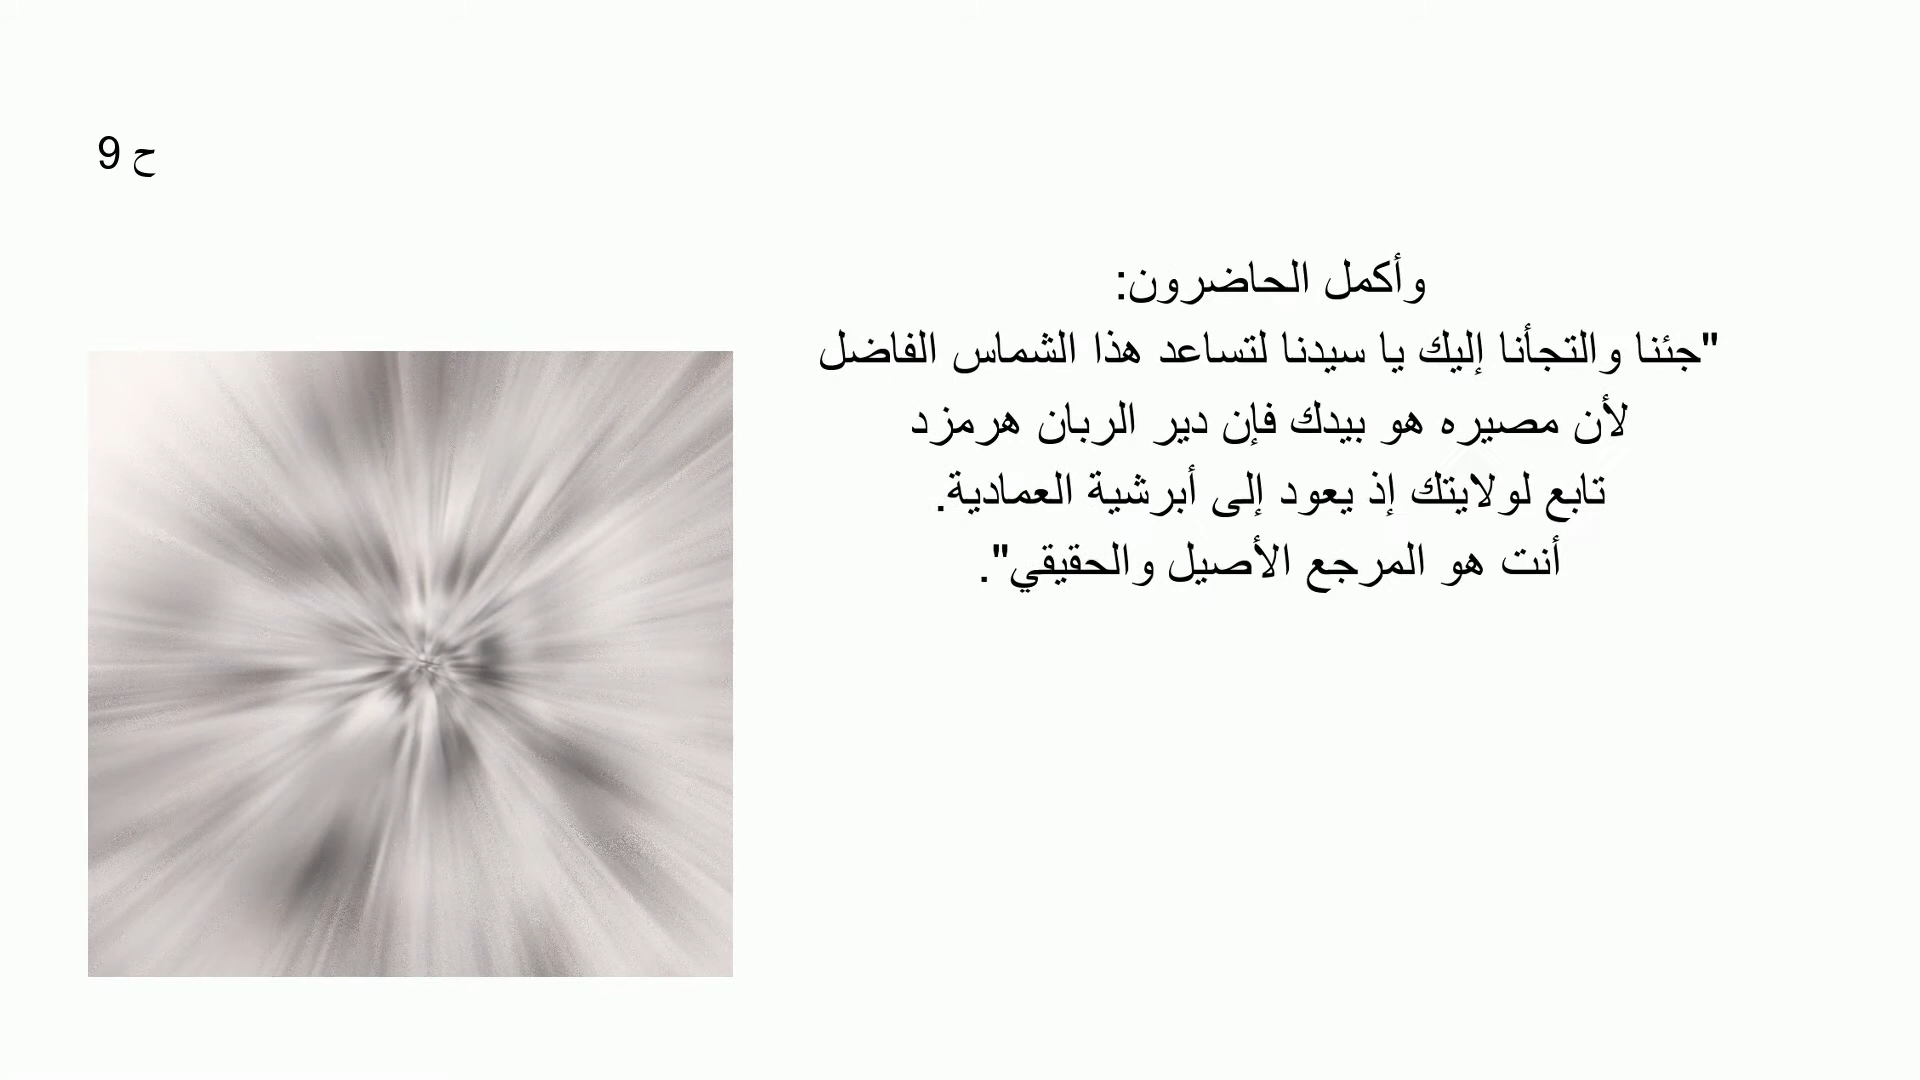 ح 9
وأكمل الحاضرون:
"جئنا والتجأنا إليك يا سيدنا لتساعد هذا الشماس الفاضل
لأن مصيره هو بيدك فإن دير الربان هرمزد
تابع لولايتك إذ يعود إلى أبرشية العمادية.
أنت هو المرجع الأصيل والحقيقي".